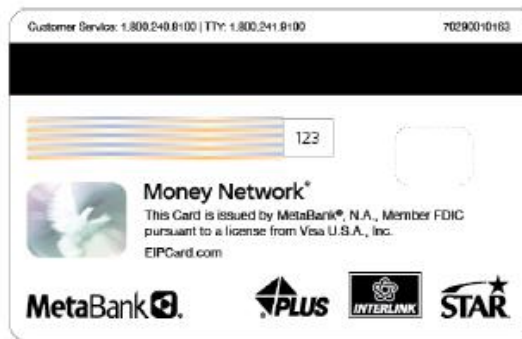 Customer Service: 1.800.240.8100 | TTY: 1.800.241.9100 70290010163
123
Money Network®
This Card is issued by MetaBank®, N.A., Member FDIC
pursuant to a license from Visa U.S.A., Inc.
EIPCard.com
MetaBank® PLUS INTERLINK STAR